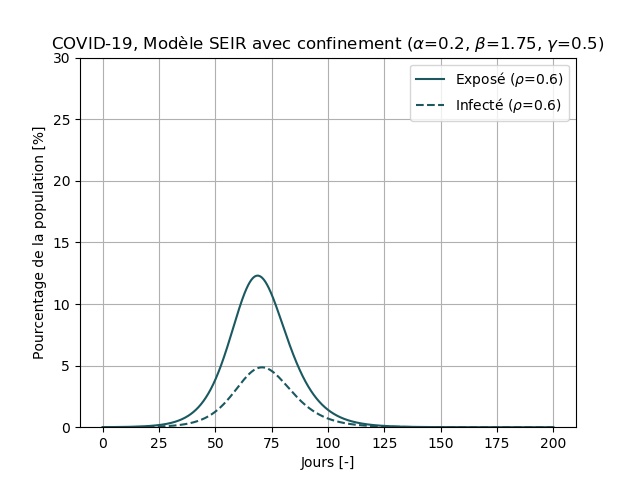 COVID-19, Modèle SEIR avec confinement (α=0.2, β=1.75, γ=0.5)
Exposé (ρ=0.6)
Infecté (ρ=0.6)
Pourcentage de la population [%]
30
25
20
15
10
5
0
0 25 50 75 100 125 150 175 200
Jours [-]